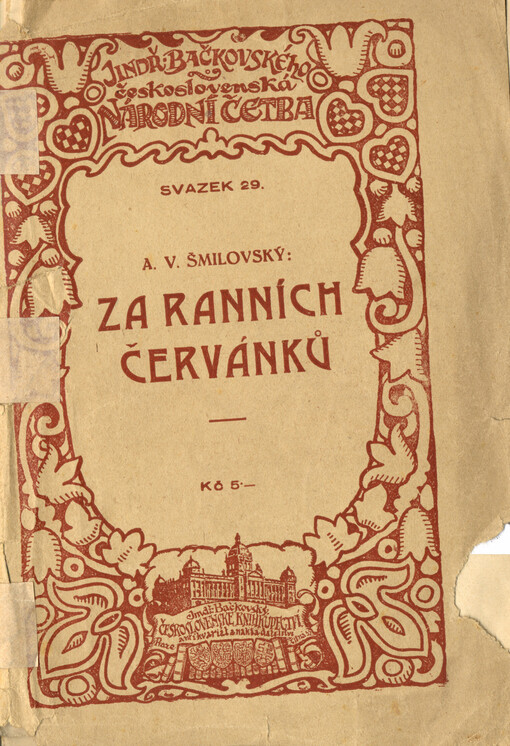 JINDŘ. BAČKOVSKÉHO
československá
NÁRODNÍ ČETBA
SVAZEK 29.
A. V. ŠMILOVSKÝ:
ZA RANNÍCH
ČERVÁNKŮ
Kč 5·—
Jindř. Bačkovský
ČESKOSLOVENSKÉ KNIHKUPECTVÍ